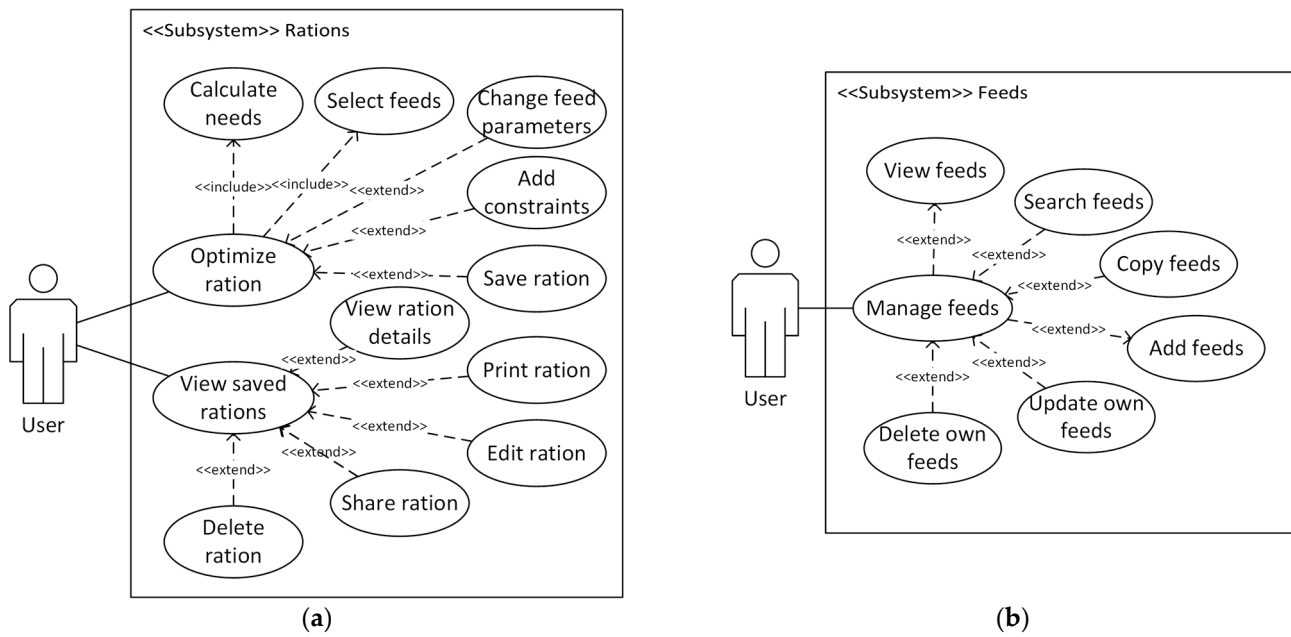 <<Subsystem>> Rations
Calculate
needs
Select feeds
Change feed
parameters
<<include>>
<<include>>
<<extend>>
Add
constraints
<<extend>>
Optimize
ration
<<extend>>
Save ration
View ration
details
<<extend>>
Print ration
<<extend>>
View saved
rations
User
<<extend>>
Edit ration
<<extend>>
<<extend>>
Share ration
Delete
ration
(a)
<<Subsystem>> Feeds
View feeds
Search feeds
<<extend>>
<<extend>>
Copy feeds
<<extend>>
Manage feeds
<<extend>>
Add feeds
<<extend>>
<<extend>>
User
Update own
feeds
Delete own
feeds
(b)